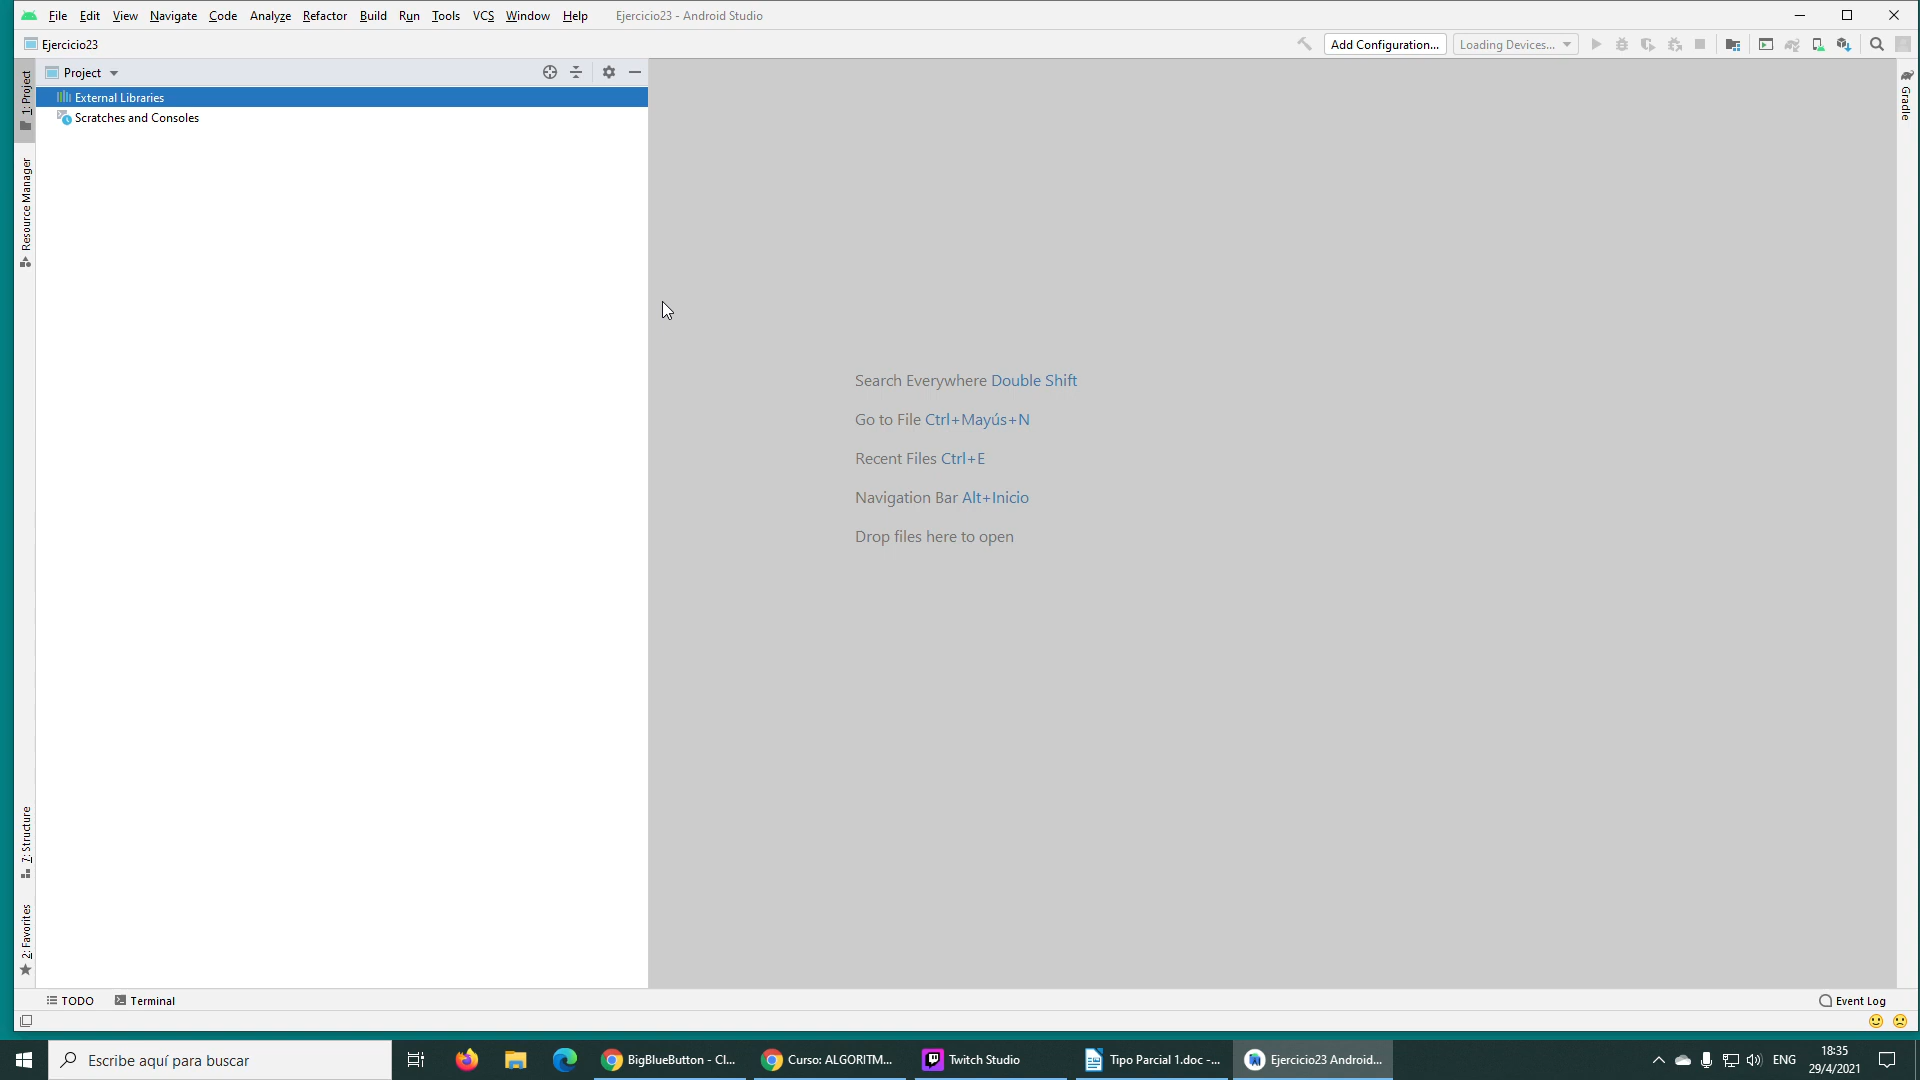 File Edit View Navigate Code Analyze Refactor Build Run Tools VCS Window Help Ejercicio23 - Android Studio
Ejercicio23
Add Configuration...
Loading Devices...
1: Project
Project
External Libraries
Scratches and Consoles
Resource Manager
Gradle
Search Everywhere Double Shift
Go to File Ctrl+Mayús+N
Recent Files Ctrl+E
Navigation Bar Alt+Inicio
Drop files here to open
7: Structure
2: Favorites
TODO
Terminal
Event Log
Escribe aquí para buscar
BigBlueButton - Cl...
Curso: ALGORITM...
Twitch Studio
Tipo Parcial 1.doc -...
Ejercicio23 Android...
ENG
18:35
29/4/2021